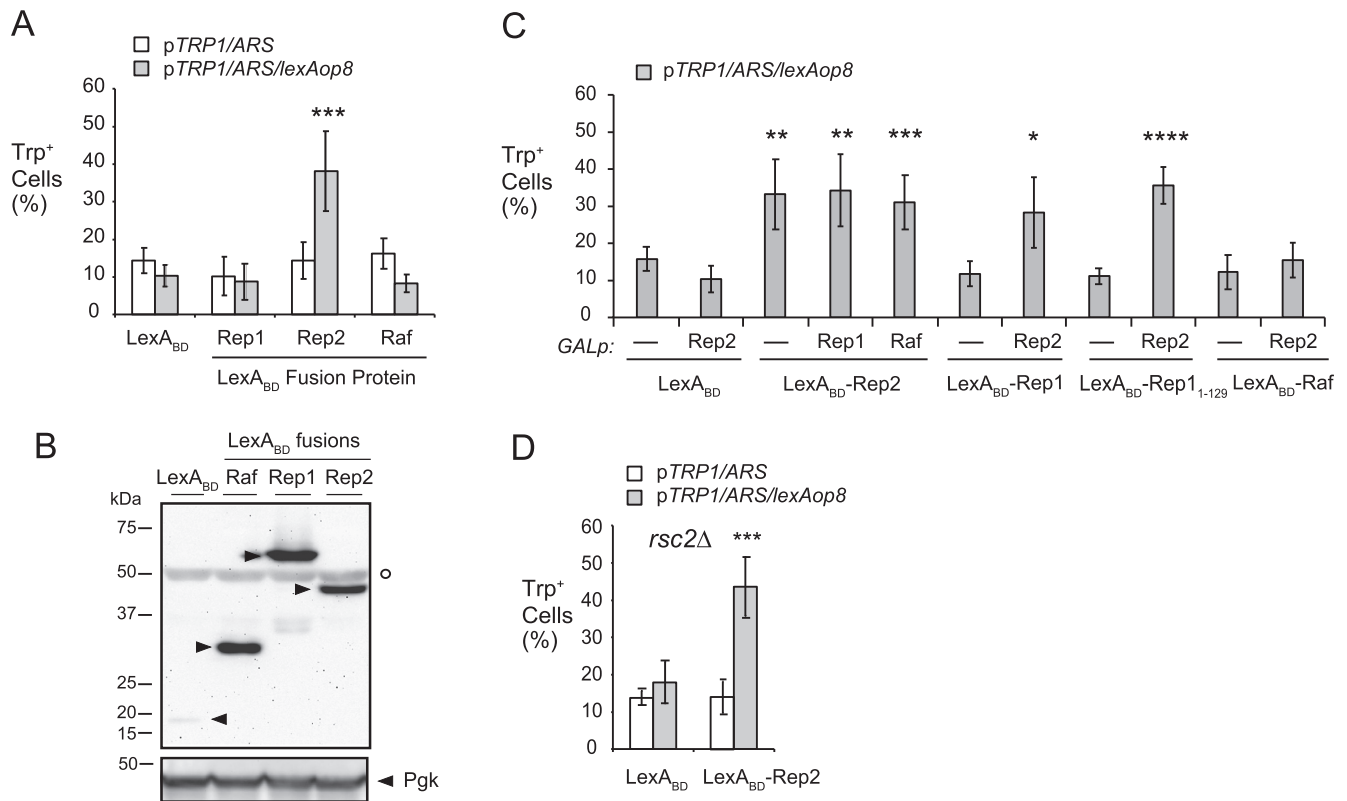 A
pTRP1/ARS
pTRP1/ARS/lexAop8
60
50
40
30
20
10
0
Trp+
Cells
(%)
***
LexABD Rep1 Rep2 Raf
LexABD Fusion Protein
C
pTRP1/ARS/lexAop8
60
50
40
30
20
10
0
Trp+
Cells
(%)
** ** *** * ****
GALp: — Rep2 — Rep1 Raf — Rep2 — Rep2 — Rep2
LexABD LexABD-Rep2 LexABD-Rep1 LexABD-Rep11-129 LexABD-Raf
B
LexABD fusions
LexABD Raf Rep1 Rep2
kDa
75
50
37
25
20
15
50
Pgk
D
pTRP1/ARS
pTRP1/ARS/lexAop8
rsc2Δ ***
60
50
40
30
20
10
0
Trp+
Cells
(%)
LexABD LexABD-Rep2